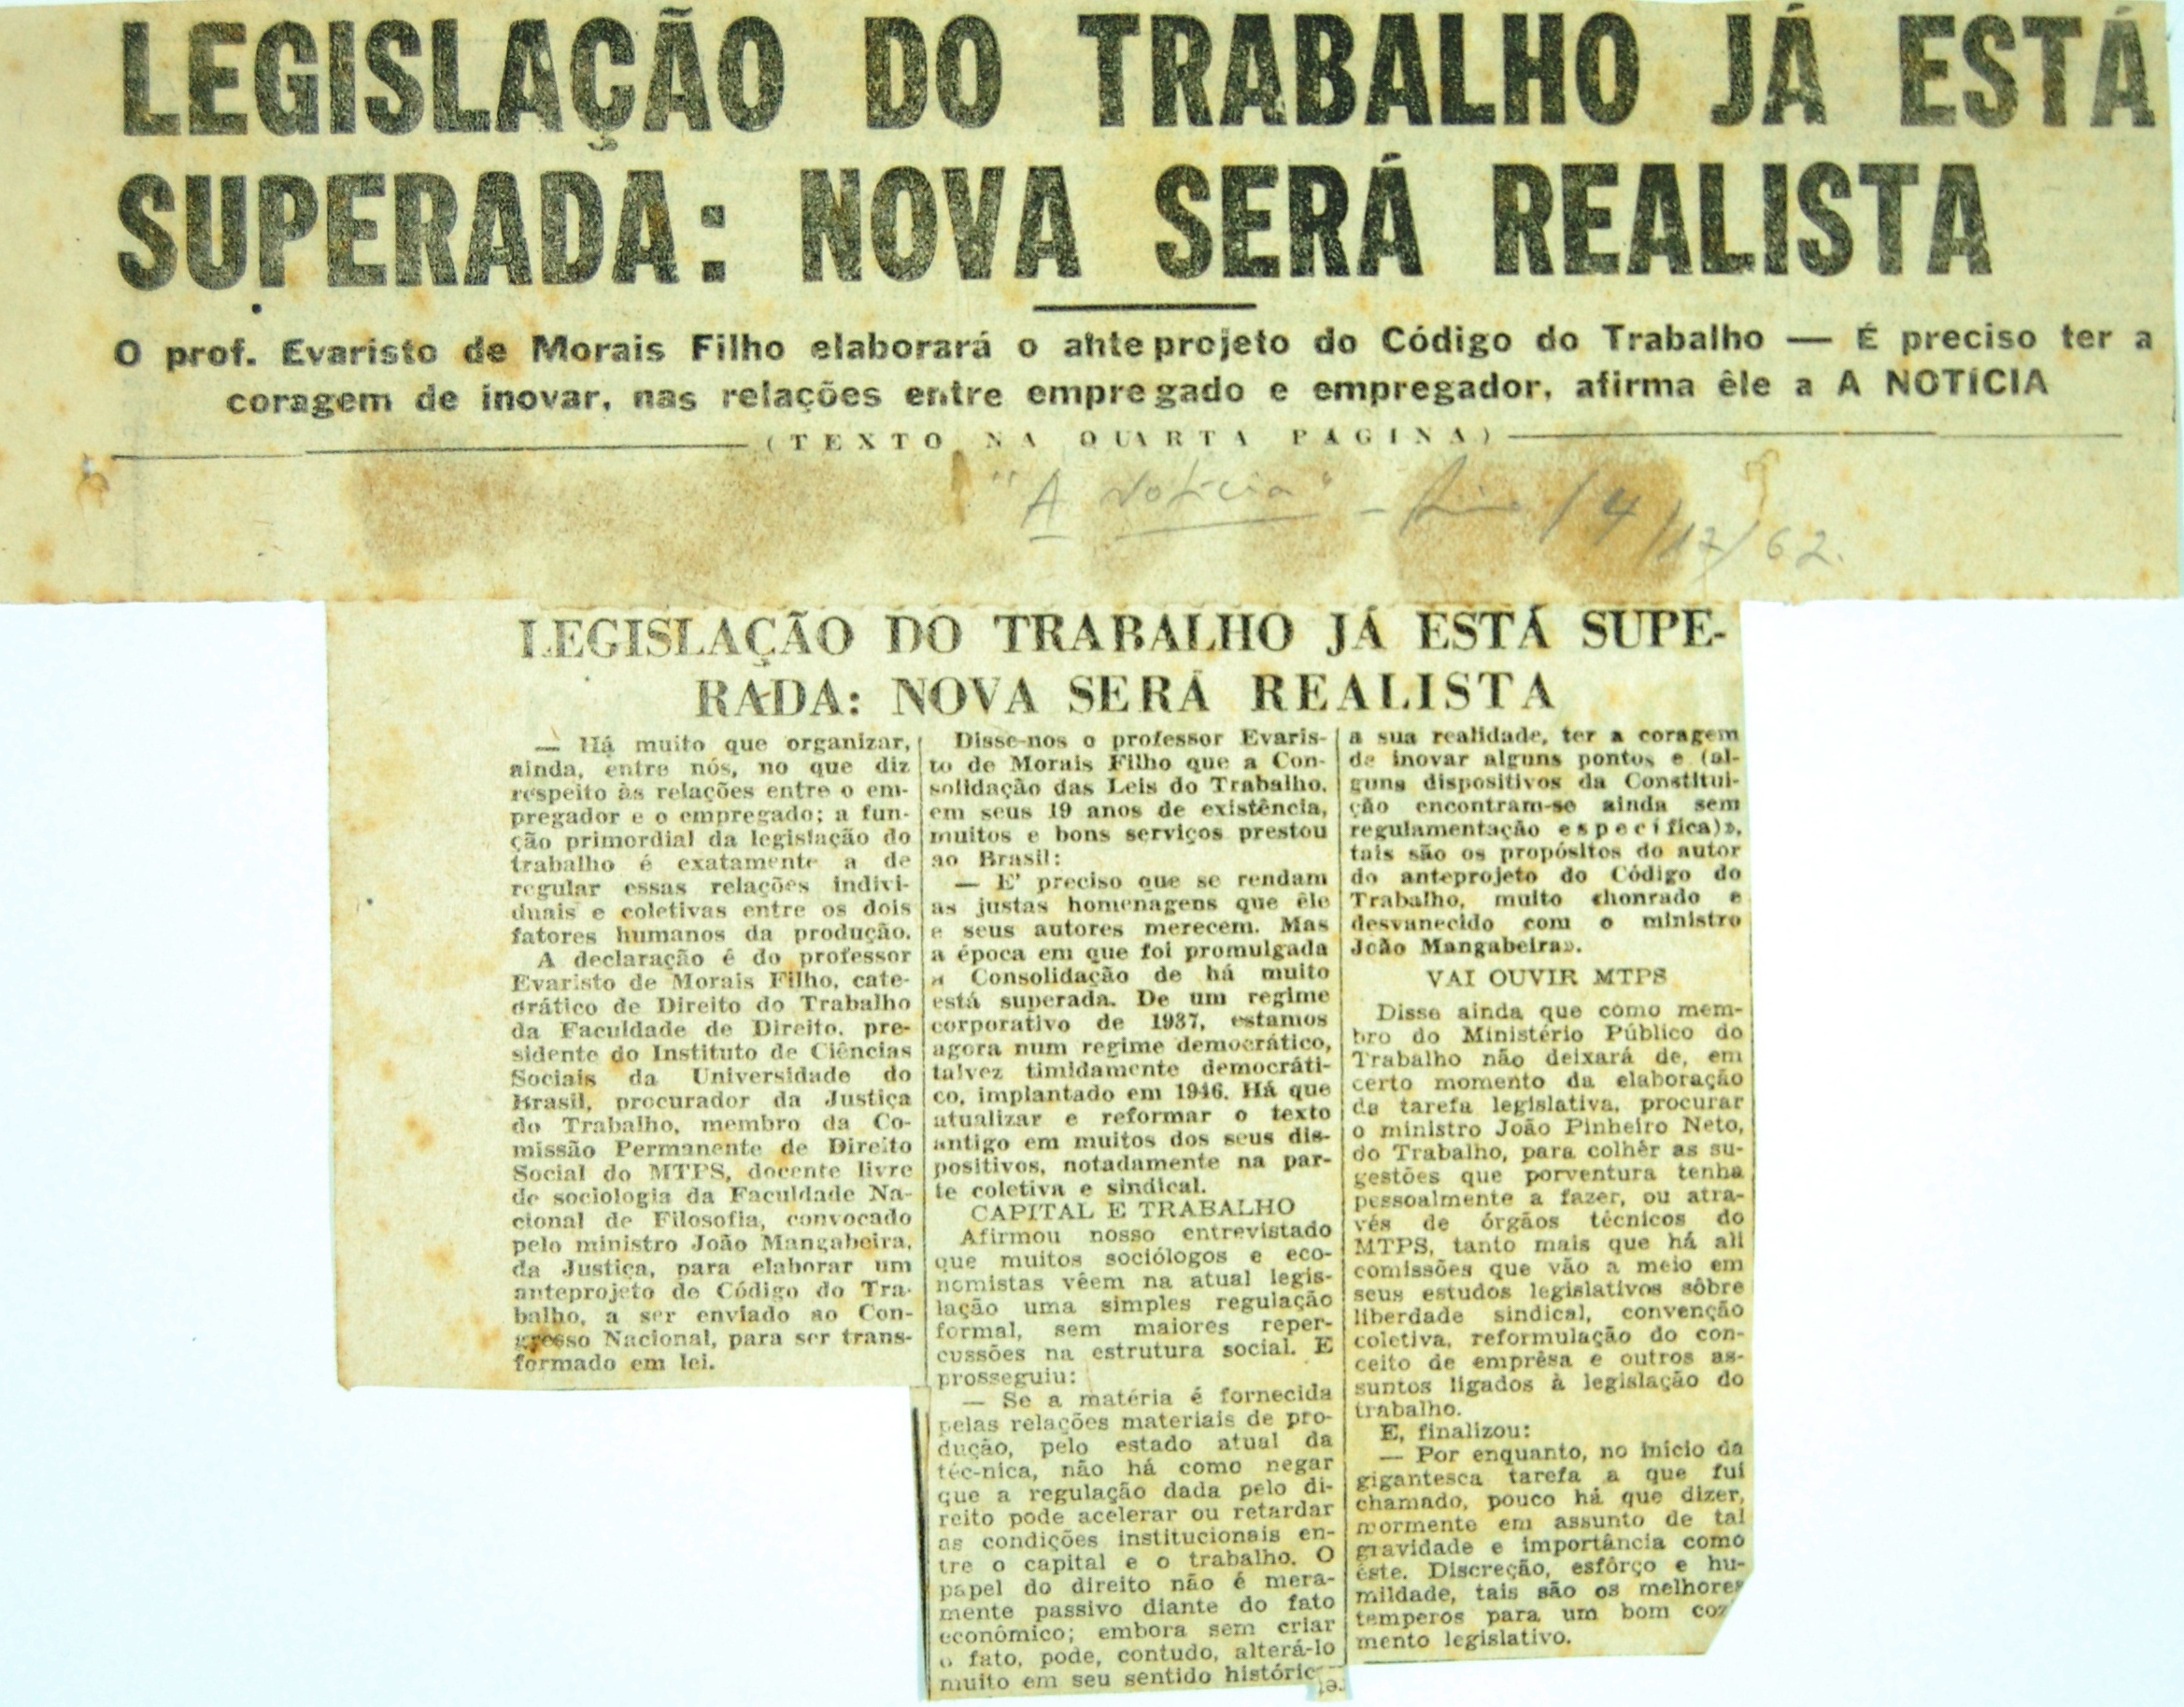 LEGISLAÇÃO DO TRABALHO JÁ ESTÁ
SUPERADA: NOVA SERÁ REALISTA
O prof. Evaristo de Morais Filho elaborará o anteprojeto do Código do Trabalho — É preciso ter a
coragem de inovar, nas relações entre empregado e empregador, afirma êle a A NOTÍCIA
(TEXTO NA QUARTA PÁGINA)
"A Notícia" - 14/12/62.
LEGISLAÇÃO DO TRABALHO JÁ ESTÁ SUPE-
RADA: NOVA SERÁ REALISTA
— Há muito que organizar,
ainda, entre nós, no que diz
respeito às relações entre o em-
pregador e o empregado; a fun-
ção primordial da legislação do
trabalho é exatamente a de
regular essas relações indivi-
duais e coletivas entre os dois
fatores humanos da produção.
A declaração é do professor
Evaristo de Morais Filho, cate-
drático de Direito do Trabalho
da Faculdade de Direito, pre-
sidente do Instituto de Ciências
Sociais da Universidade do
Brasil, procurador da Justiça
do Trabalho, membro da Co-
missão Permanente de Direito
Social do MTPS, docente livre
de sociologia da Faculdade Na-
cional de Filosofia, convocado
pelo ministro João Mangabeira,
da Justiça, para elaborar um
anteprojeto de Código do Tra-
balho, a ser enviado ao Con-
gresso Nacional, para ser trans-
formado em lei.
Disse-nos o professor Evaris-
to de Morais Filho que a Con-
solidação das Leis do Trabalho,
em seus 19 anos de existência,
muitos e bons serviços prestou
ao Brasil:
— E' preciso que se rendam
as justas homenagens que êle
e seus autores merecem. Mas
a época em que foi promulgada
a Consolidação de há muito
está superada. De um regime
corporativo de 1937, estamos
agora num regime democrático,
talvez timidamente democráti-
co, implantado em 1946. Há que
atualizar e reformar o texto
antigo em muitos dos seus dis-
positivos, notadamente na par-
te coletiva e sindical.
CAPITAL E TRABALHO
Afirmou nosso entrevistado
que muitos sociólogos e eco-
nomistas vêem na atual legis-
lação uma simples regulação
formal, sem maiores reper-
cussões na estrutura social. E
prosseguiu:
— Se a matéria é fornecida
pelas relações materiais de pro-
dução, pelo estado atual da
téc-nica, não há como negar
que a regulação dada pelo di-
reito pode acelerar ou retardar
as condições institucionais en-
tre o capital e o trabalho. O
papel do direito não é mera-
mente passivo diante do fato
econômico; embora sem criar
o fato, pode, contudo, alterá-lo
muito em seu sentido históric
a sua realidade, ter a coragem
de inovar alguns pontos e (al-
guns dispositivos da Constitui-
ção encontram-se ainda sem
regulamentação específica)»,
tais são os propósitos do autor
do anteprojeto do Código do
Trabalho, muito «honrado e
desvanecido com o ministro
João Mangabeira».
VAI OUVIR MTPS
Disse ainda que como mem-
bro do Ministério Público do
Trabalho não deixará de, em
certo momento da elaboração
da tarefa legislativa, procurar
o ministro João Pinheiro Neto,
do Trabalho, para colhêr as su-
gestões que porventura tenha
pessoalmente a fazer, ou atra-
vés de órgãos técnicos do
MTPS, tanto mais que há ali
comissões que vão a meio em
seus estudos legislativos sôbre
liberdade sindical, convenção
coletiva, reformulação do con-
ceito de emprêsa e outros as-
suntos ligados à legislação do
trabalho.
E, finalizou:
— Por enquanto, no início da
gigantesca tarefa a que fui
chamado, pouco há que dizer,
mormente em assunto de tal
gravidade e importância como
êste. Discreção, esfôrço e hu-
mildade, tais são os melhores
temperos para um bom cozi
mento legislativo.